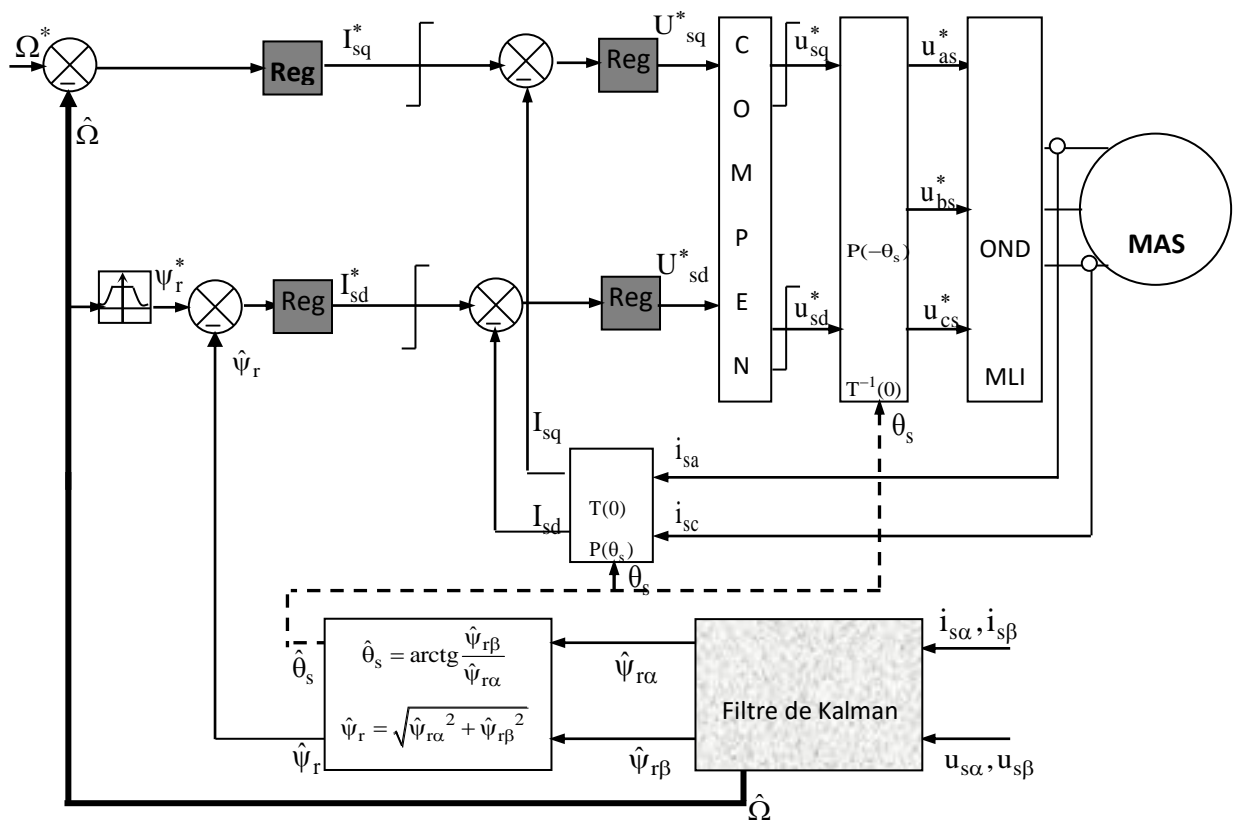 Ω*
Reg
I*sq
Reg
U*sq
C
O
M
P
E
N
u*sq
u*as
Ω̂
u*bs
P(−θs)
OND
MAS
ψ*r
Reg
I*sd
Reg
U*sd
u*sd
u*cs
ψ̂r
MLI
T⁻¹(0)
θs
Isq
isa
T(0)
Isd
isc
P(θs)
θs
isα, isβ
θ̂s
θ̂s = arctg ψ̂rβ / ψ̂rα
ψ̂rα
Filtre de Kalman
ψ̂r = √(ψ̂rα² + ψ̂rβ²)
ψ̂r
ψ̂rβ
usα, usβ
Ω̂